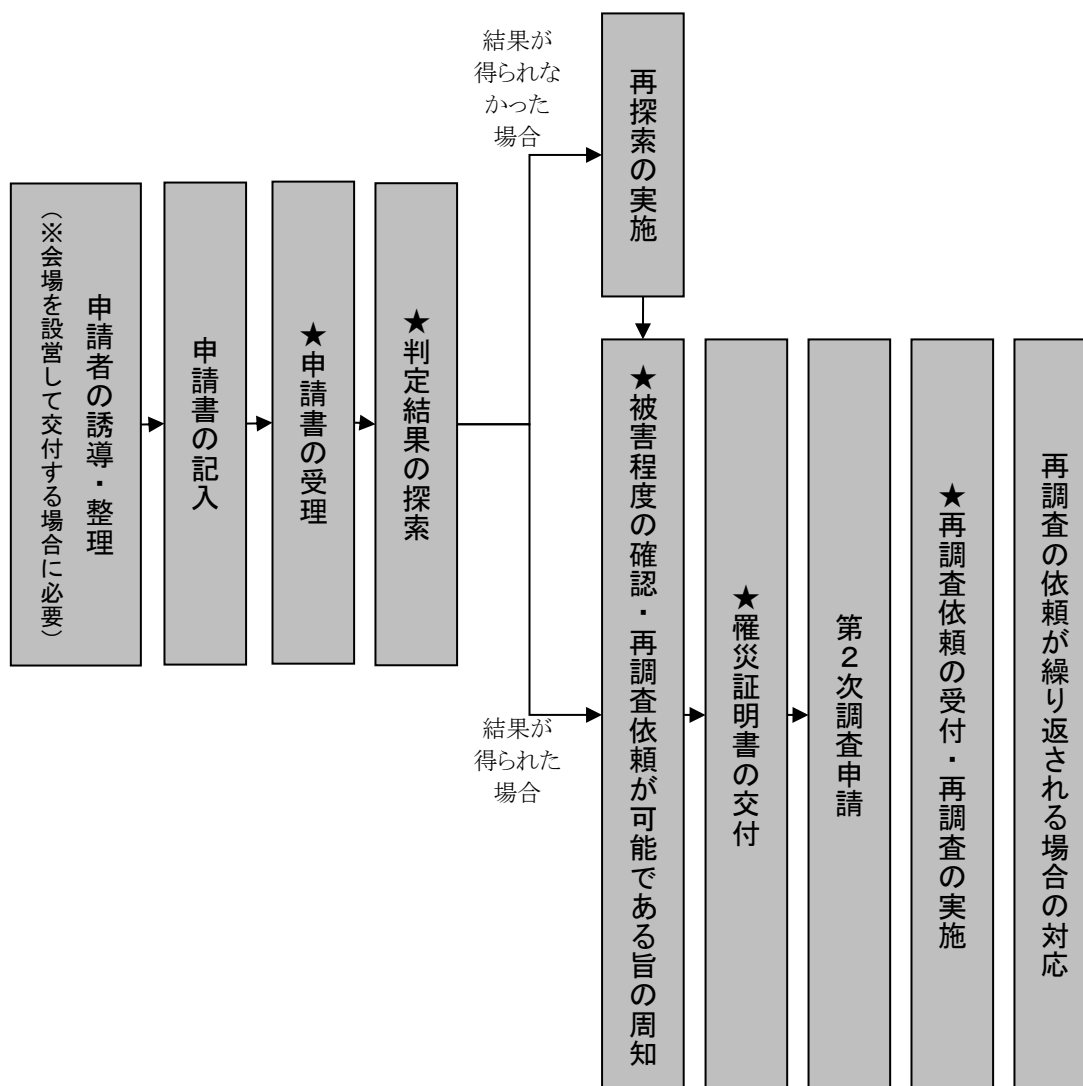 申請者の誘導・整理
（※会場を設営して交付する場合に必要）
申請書の記入
★申請書の受理
★判定結果の探索
結果が
得られな
かった
場合
再探索の実施
結果が
得られた
場合
★被害程度の確認・再調査依頼が可能である旨の周知
★罹災証明書の交付
第２次調査申請
★再調査依頼の受付・再調査の実施
再調査の依頼が繰り返される場合の対応